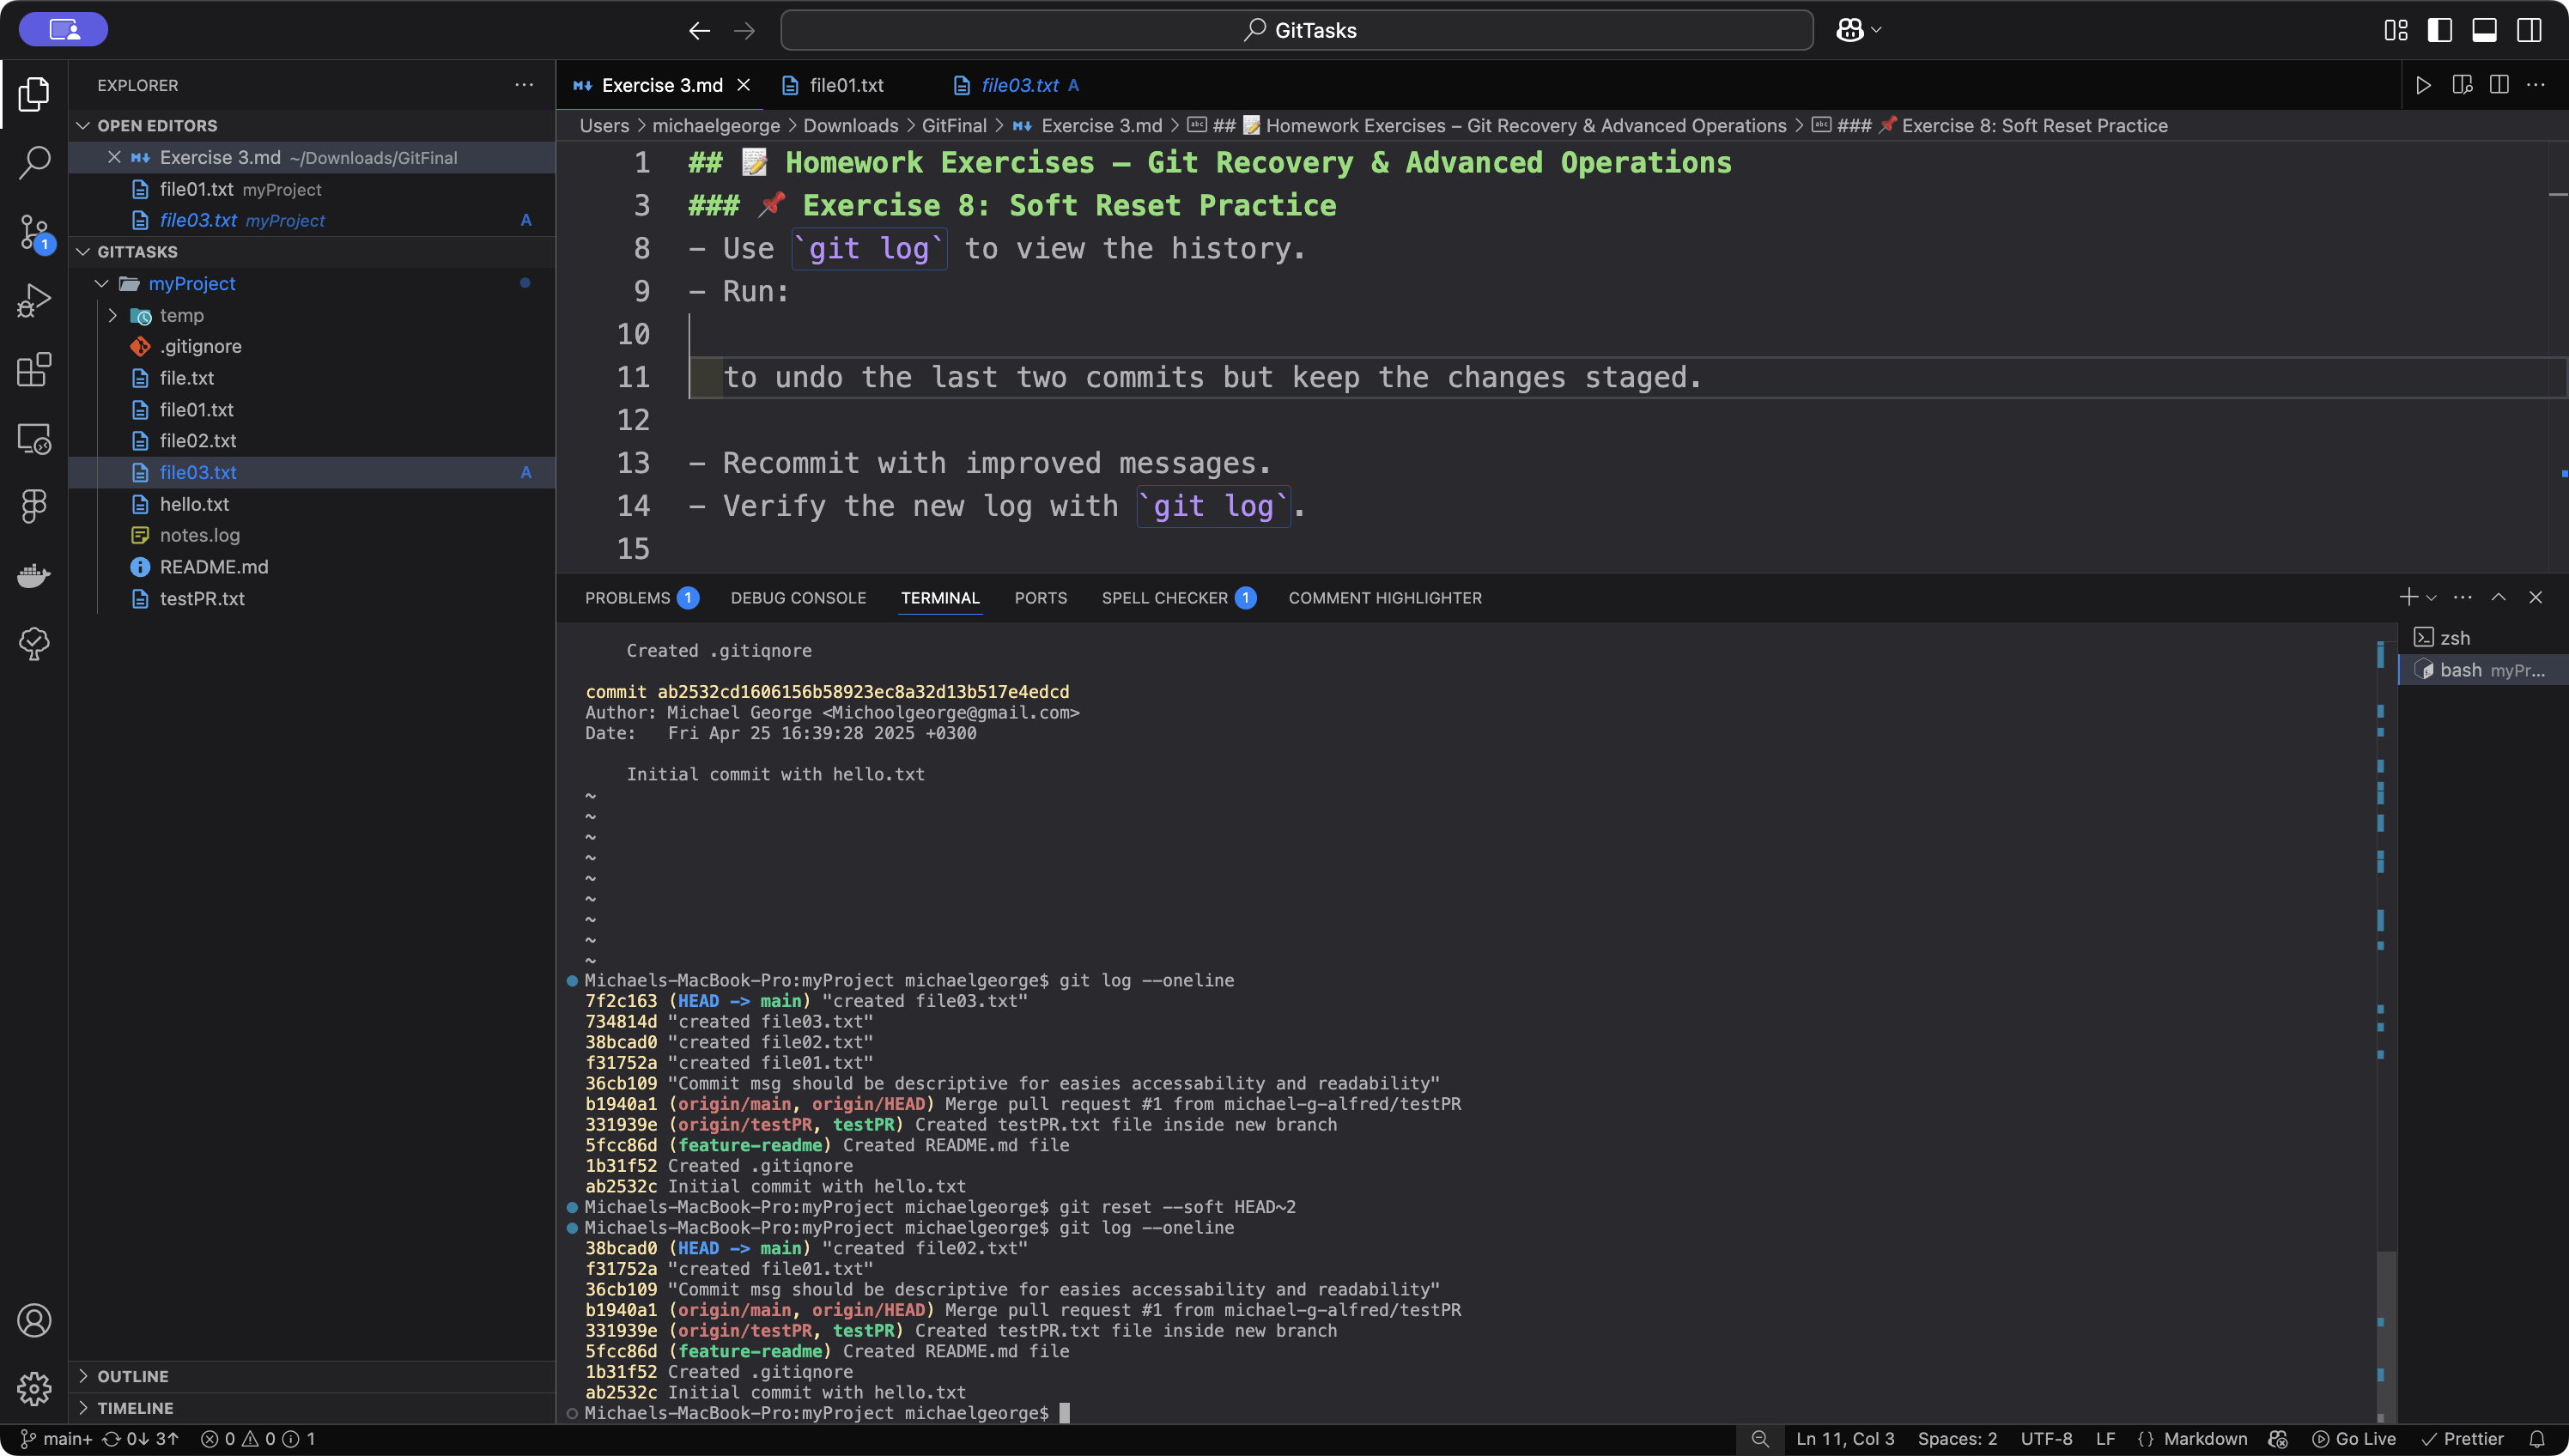 GitTasks
EXPLORER
OPEN EDITORS
Exercise 3.md ~/Downloads/GitFinal
file01.txt myProject
file03.txt myProject A
GITTASKS
myProject
temp
.gitignore
file.txt
file01.txt
file02.txt
file03.txt A
hello.txt
notes.log
README.md
testPR.txt
OUTLINE
TIMELINE
1
Exercise 3.md
file01.txt
file03.txt A
Users > michaelgeorge > Downloads > GitFinal > Exercise 3.md > ## 📝 Homework Exercises – Git Recovery & Advanced Operations > ### 📌 Exercise 8: Soft Reset Practice
1 ## 📝 Homework Exercises – Git Recovery & Advanced Operations
3 ### 📌 Exercise 8: Soft Reset Practice
8 - Use `git log` to view the history.
9 - Run:
10
11 to undo the last two commits but keep the changes staged.
12
13 - Recommit with improved messages.
14 - Verify the new log with `git log`.
15
PROBLEMS 1 DEBUG CONSOLE TERMINAL PORTS SPELL CHECKER 1 COMMENT HIGHLIGHTER
zsh
bash myPr...
Created .gitiqnore
commit ab2532cd1606156b58923ec8a32d13b517e4edcd
Author: Michael George <Michoolgeorge@gmail.com>
Date: Fri Apr 25 16:39:28 2025 +0300
Initial commit with hello.txt
~
~
~
~
~
~
~
~
~
Michaels-MacBook-Pro:myProject michaelgeorge$ git log --oneline
7f2c163 (HEAD -> main) "created file03.txt"
734814d "created file03.txt"
38bcad0 "created file02.txt"
f31752a "created file01.txt"
36cb109 "Commit msg should be descriptive for easies accessability and readability"
b1940a1 (origin/main, origin/HEAD) Merge pull request #1 from michael-g-alfred/testPR
331939e (origin/testPR, testPR) Created testPR.txt file inside new branch
5fcc86d (feature-readme) Created README.md file
1b31f52 Created .gitiqnore
ab2532c Initial commit with hello.txt
Michaels-MacBook-Pro:myProject michaelgeorge$ git reset --soft HEAD~2
Michaels-MacBook-Pro:myProject michaelgeorge$ git log --oneline
38bcad0 (HEAD -> main) "created file02.txt"
f31752a "created file01.txt"
36cb109 "Commit msg should be descriptive for easies accessability and readability"
b1940a1 (origin/main, origin/HEAD) Merge pull request #1 from michael-g-alfred/testPR
331939e (origin/testPR, testPR) Created testPR.txt file inside new branch
5fcc86d (feature-readme) Created README.md file
1b31f52 Created .gitiqnore
ab2532c Initial commit with hello.txt
Michaels-MacBook-Pro:myProject michaelgeorge$
main+ 0↓ 3↑ 0 0 1 Ln 11, Col 3 Spaces: 2 UTF-8 LF {} Markdown Go Live Prettier